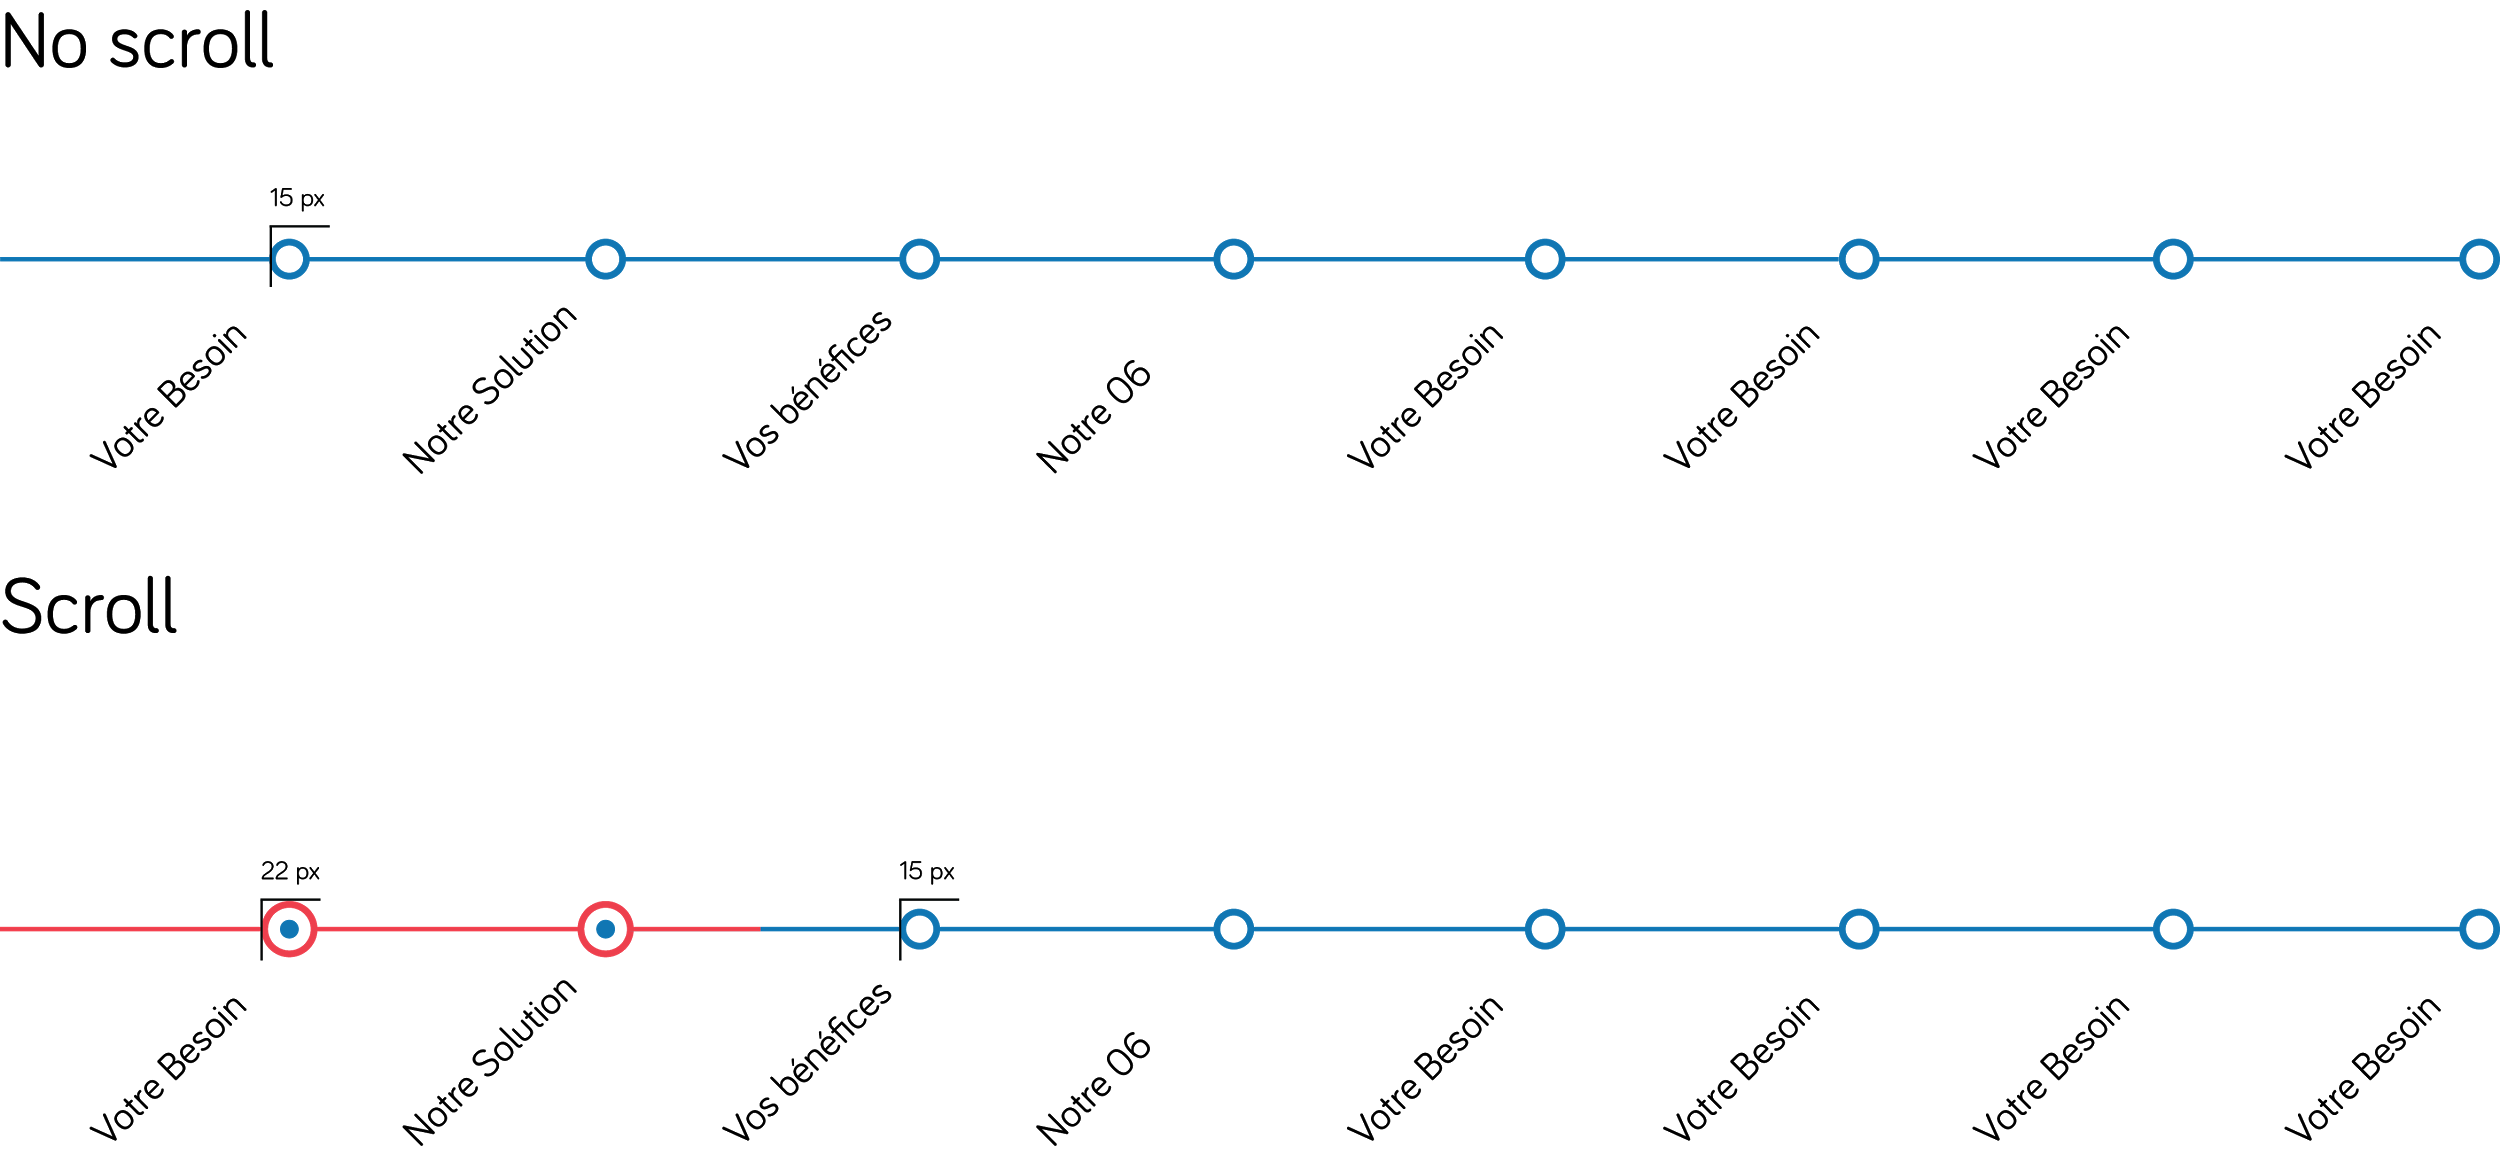 No scroll
15 px
Votre Besoin
Notre Solution
Vos bénéfices
Notre 06
Votre Besoin
Votre Besoin
Votre Besoin
Votre Besoin
Scroll
22 px
15 px
Votre Besoin
Notre Solution
Vos bénéfices
Notre 06
Votre Besoin
Votre Besoin
Votre Besoin
Votre Besoin